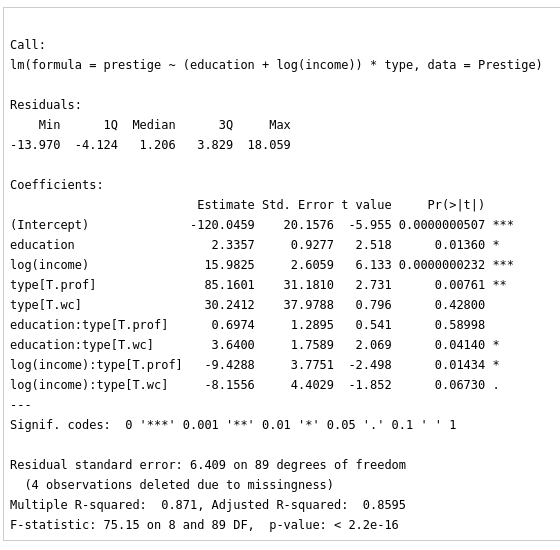 Call:
lm(formula = prestige ~ (education + log(income)) * type, data = Prestige)
Residuals:
    Min      1Q  Median      3Q     Max
-13.970  -4.124   1.206   3.829  18.059
Coefficients:
                          Estimate Std. Error t value     Pr(>|t|)
(Intercept)              -120.0459    20.1576  -5.955 0.0000000507 ***
education                   2.3357     0.9277   2.518      0.01360 *
log(income)                15.9825     2.6059   6.133 0.0000000232 ***
type[T.prof]               85.1601    31.1810   2.731      0.00761 **
type[T.wc]                 30.2412    37.9788   0.796      0.42800
education:type[T.prof]      0.6974     1.2895   0.541      0.58998
education:type[T.wc]        3.6400     1.7589   2.069      0.04140 *
log(income):type[T.prof]   -9.4288     3.7751  -2.498      0.01434 *
log(income):type[T.wc]     -8.1556     4.4029  -1.852      0.06730 .
---
Signif. codes:  0 '***' 0.001 '**' 0.01 '*' 0.05 '.' 0.1 ' ' 1
Residual standard error: 6.409 on 89 degrees of freedom
  (4 observations deleted due to missingness)
Multiple R-squared:  0.871, Adjusted R-squared:  0.8595
F-statistic: 75.15 on 8 and 89 DF,  p-value: < 2.2e-16